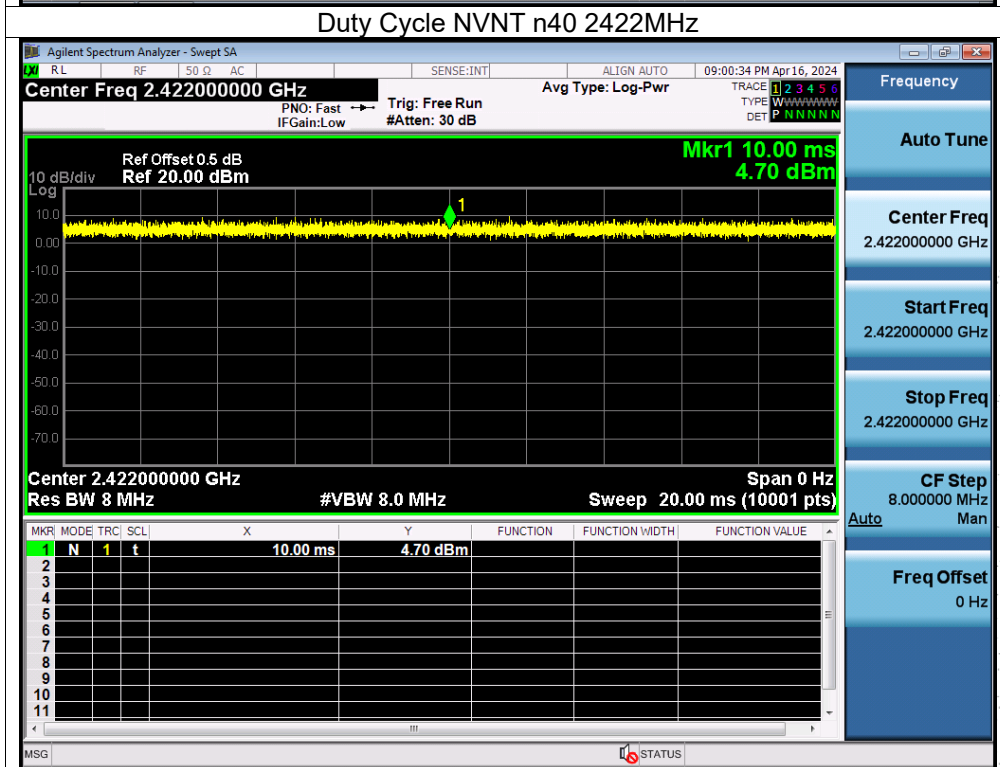 Duty Cycle NVNT n40 2422MHz
Agilent Spectrum Analyzer - Swept SA
LXI RL RF 50 Ω AC SENSE:INT ALIGN AUTO 09:00:34 PM Apr 16, 2024
Center Freq 2.422000000 GHz
PNO: Fast
IFGain:Low
Trig: Free Run
#Atten: 30 dB
Avg Type: Log-Pwr
TRACE 1 2 3 4 5 6
TYPE WWWWWW
DET P N N N N N
Frequency
Ref Offset 0.5 dB
10 dB/div Ref 20.00 dBm
Log
Mkr1 10.00 ms
4.70 dBm
10.0
0.00
-10.0
-20.0
-30.0
-40.0
-50.0
-60.0
-70.0
1
Center 2.422000000 GHz Span 0 Hz
Res BW 8 MHz #VBW 8.0 MHz Sweep 20.00 ms (10001 pts)
MKR MODE TRC SCL X Y FUNCTION FUNCTION WIDTH FUNCTION VALUE
1 N 1 t 10.00 ms 4.70 dBm
2
3
4
5
6
7
8
9
10
11
MSG STATUS
Auto Tune
Center Freq
2.422000000 GHz
Start Freq
2.422000000 GHz
Stop Freq
2.422000000 GHz
CF Step
8.000000 MHz
Auto Man
Freq Offset
0 Hz